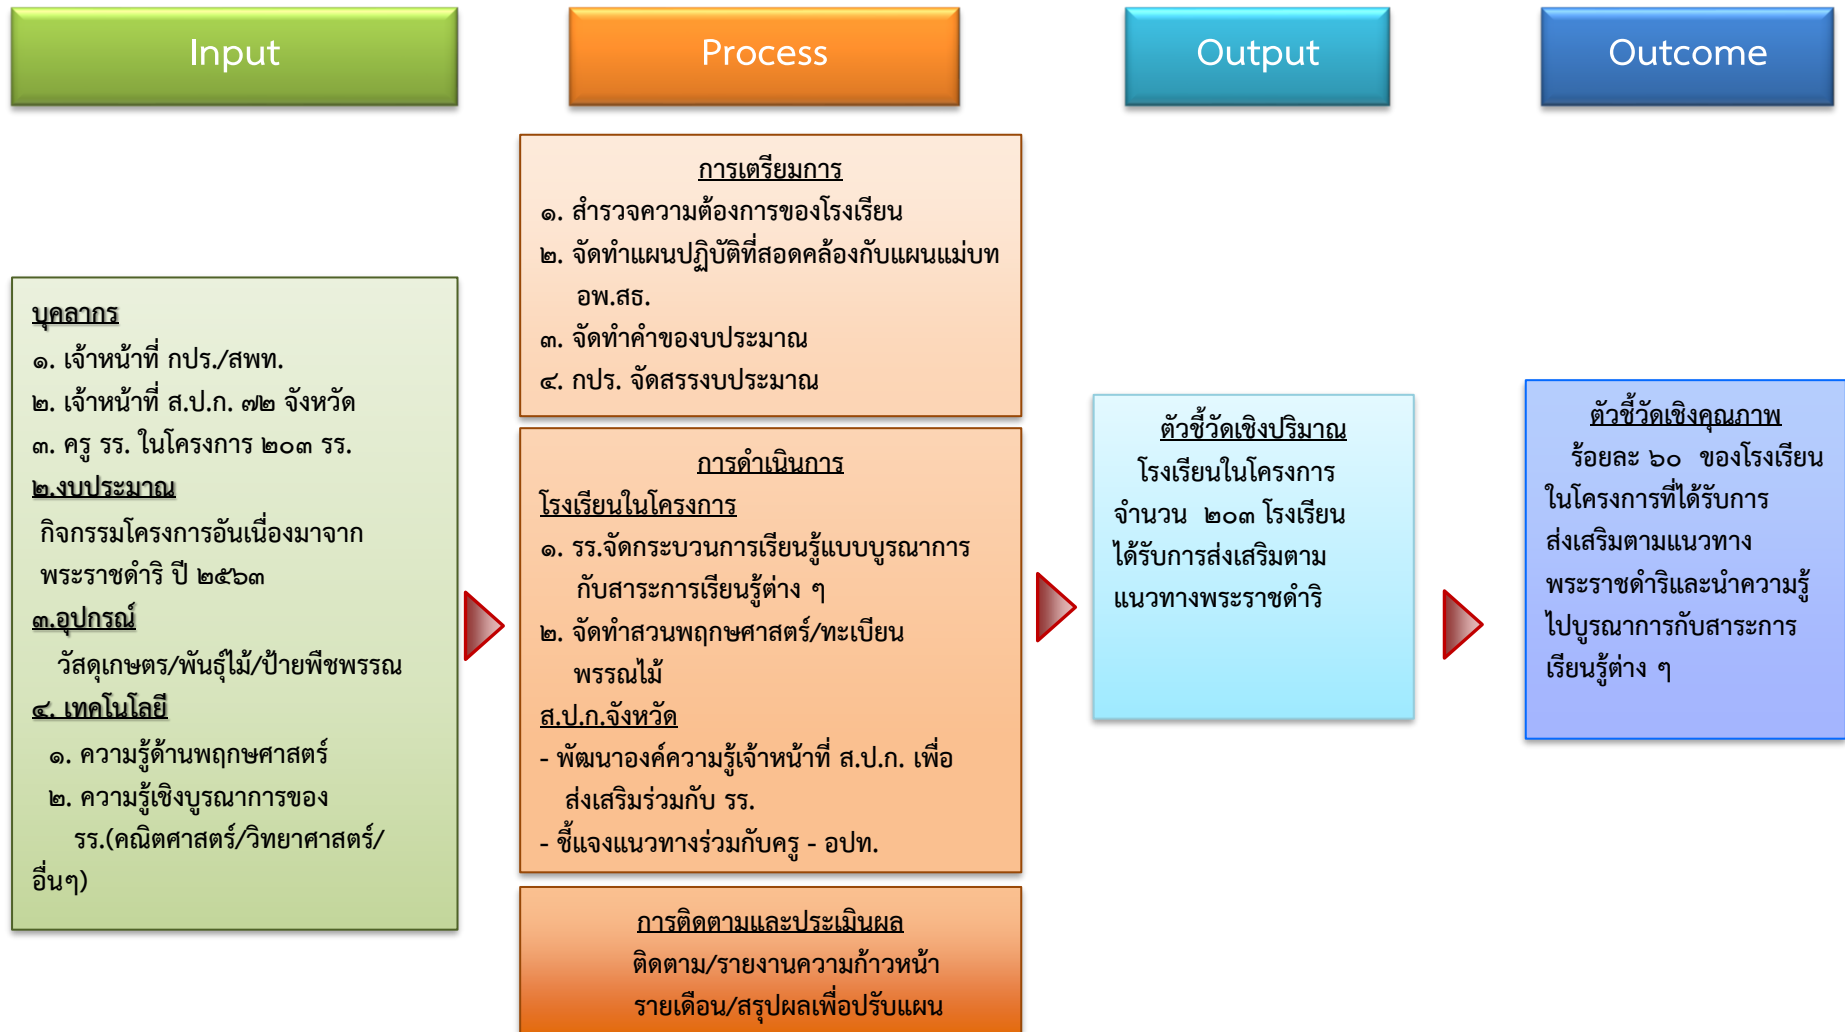 Input
Process
Output
Outcome
บุคลากร
๑. เจ้าหน้าที่ กปร./สพท.
๒. เจ้าหน้าที่ ส.ป.ก. ๗๒ จังหวัด
๓. ครู รร. ในโครงการ ๒๐๓ รร.
๒.งบประมาณ
กิจกรรมโครงการอันเนื่องมาจาก
พระราชดำริ ปี ๒๕๖๓
๓.อุปกรณ์
วัสดุเกษตร/พันธุ์ไม้/ป้ายพืชพรรณ
๔. เทคโนโลยี
๑. ความรู้ด้านพฤกษศาสตร์
๒. ความรู้เชิงบูรณาการของ
รร.(คณิตศาสตร์/วิทยาศาสตร์/
อื่นๆ)
การเตรียมการ
๑. สำรวจความต้องการของโรงเรียน
๒. จัดทำแผนปฏิบัติที่สอดคล้องกับแผนแม่บท
อพ.สธ.
๓. จัดทำคำของบประมาณ
๔. กปร. จัดสรรงบประมาณ
การดำเนินการ
โรงเรียนในโครงการ
๑. รร.จัดกระบวนการเรียนรู้แบบบูรณาการ
กับสาระการเรียนรู้ต่าง ๆ
๒. จัดทำสวนพฤกษศาสตร์/ทะเบียน
พรรณไม้
ส.ป.ก.จังหวัด
- พัฒนาองค์ความรู้เจ้าหน้าที่ ส.ป.ก. เพื่อ
ส่งเสริมร่วมกับ รร.
- ชี้แจงแนวทางร่วมกับครู - อปท.
การติดตามและประเมินผล
ติดตาม/รายงานความก้าวหน้า
รายเดือน/สรุปผลเพื่อปรับแผน
ตัวชี้วัดเชิงปริมาณ
โรงเรียนในโครงการ
จำนวน ๒๐๓ โรงเรียน
ได้รับการส่งเสริมตาม
แนวทางพระราชดำริ
ตัวชี้วัดเชิงคุณภาพ
ร้อยละ ๖๐ ของโรงเรียน
ในโครงการที่ได้รับการ
ส่งเสริมตามแนวทาง
พระราชดำริและนำความรู้
ไปบูรณาการกับสาระการ
เรียนรู้ต่าง ๆ